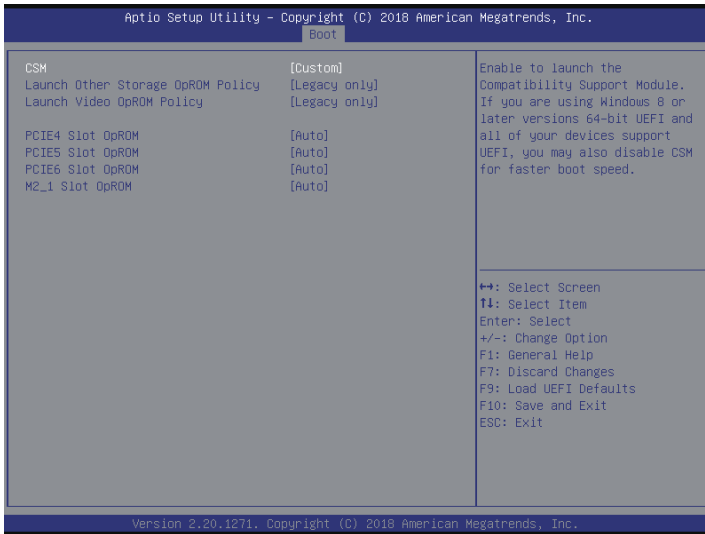 Aptio Setup Utility – Copyright (C) 2018 American Megatrends, Inc.
Boot
CSM [Custom]
Launch Other Storage OpROM Policy [Legacy only]
Launch Video OpROM Policy [Legacy only]
PCIE4 Slot OpROM [Auto]
PCIE5 Slot OpROM [Auto]
PCIE6 Slot OpROM [Auto]
M2_1 Slot OpROM [Auto]
Enable to launch the
Compatibility Support Module.
If you are using Windows 8 or
later versions 64-bit UEFI and
all of your devices support
UEFI, you may also disable CSM
for faster boot speed.
↔: Select Screen
↑↓: Select Item
Enter: Select
+/-: Change Option
F1: General Help
F7: Discard Changes
F9: Load UEFI Defaults
F10: Save and Exit
ESC: Exit
Version 2.20.1271. Copyright (C) 2018 American Megatrends, Inc.